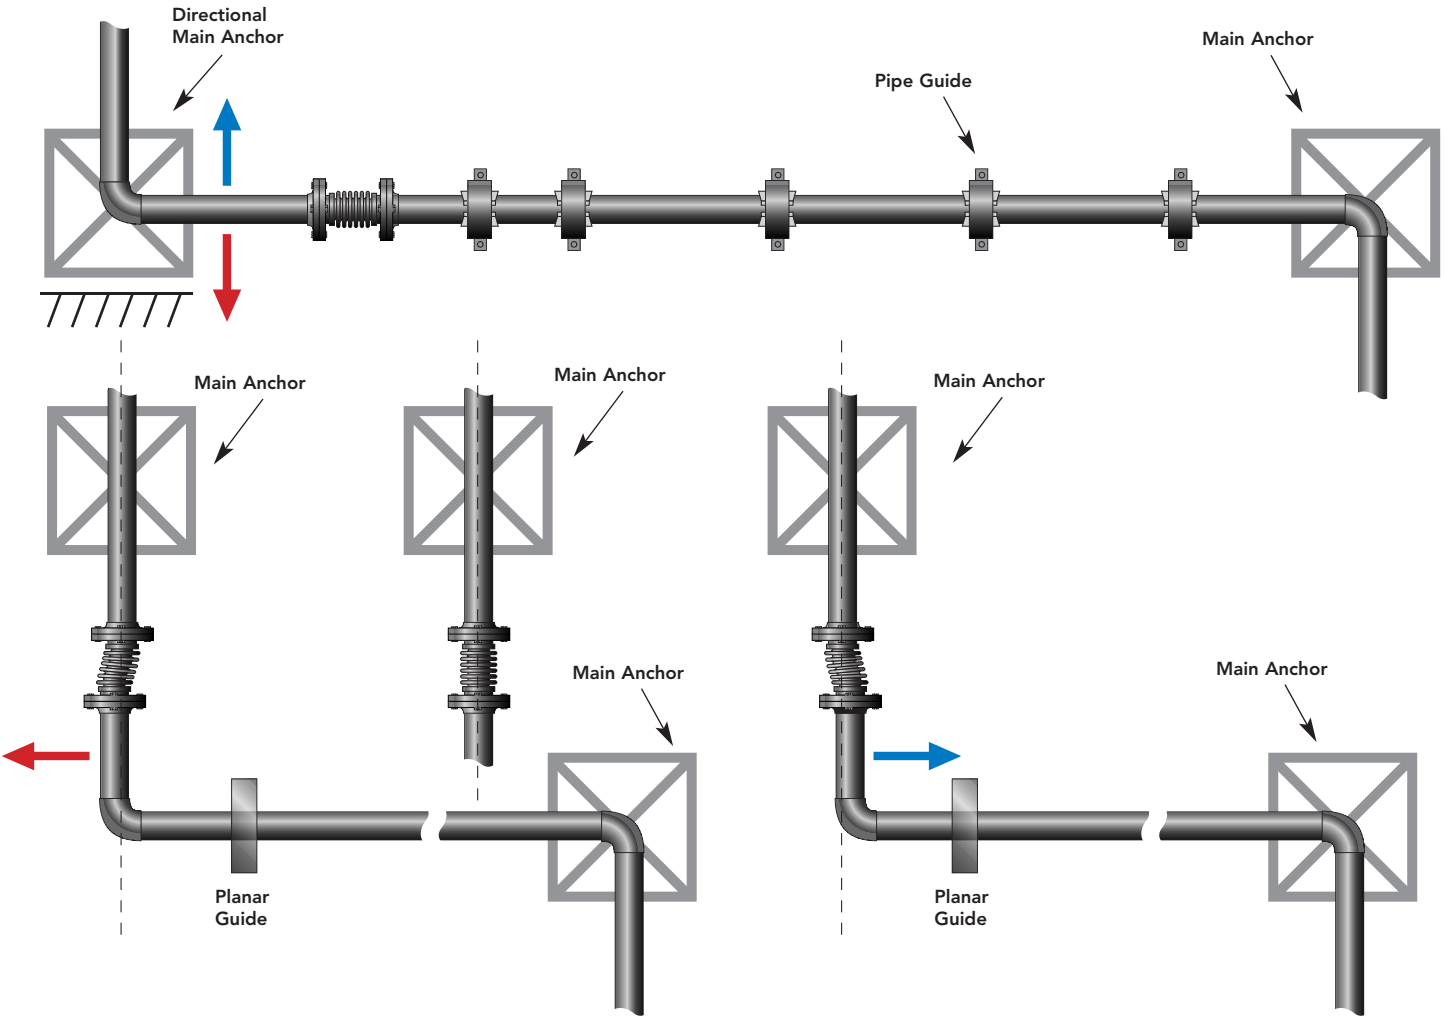 Directional
Main Anchor
Main Anchor
Pipe Guide
Main Anchor
Main Anchor
Main Anchor
Main Anchor
Main Anchor
Planar
Guide
Planar
Guide